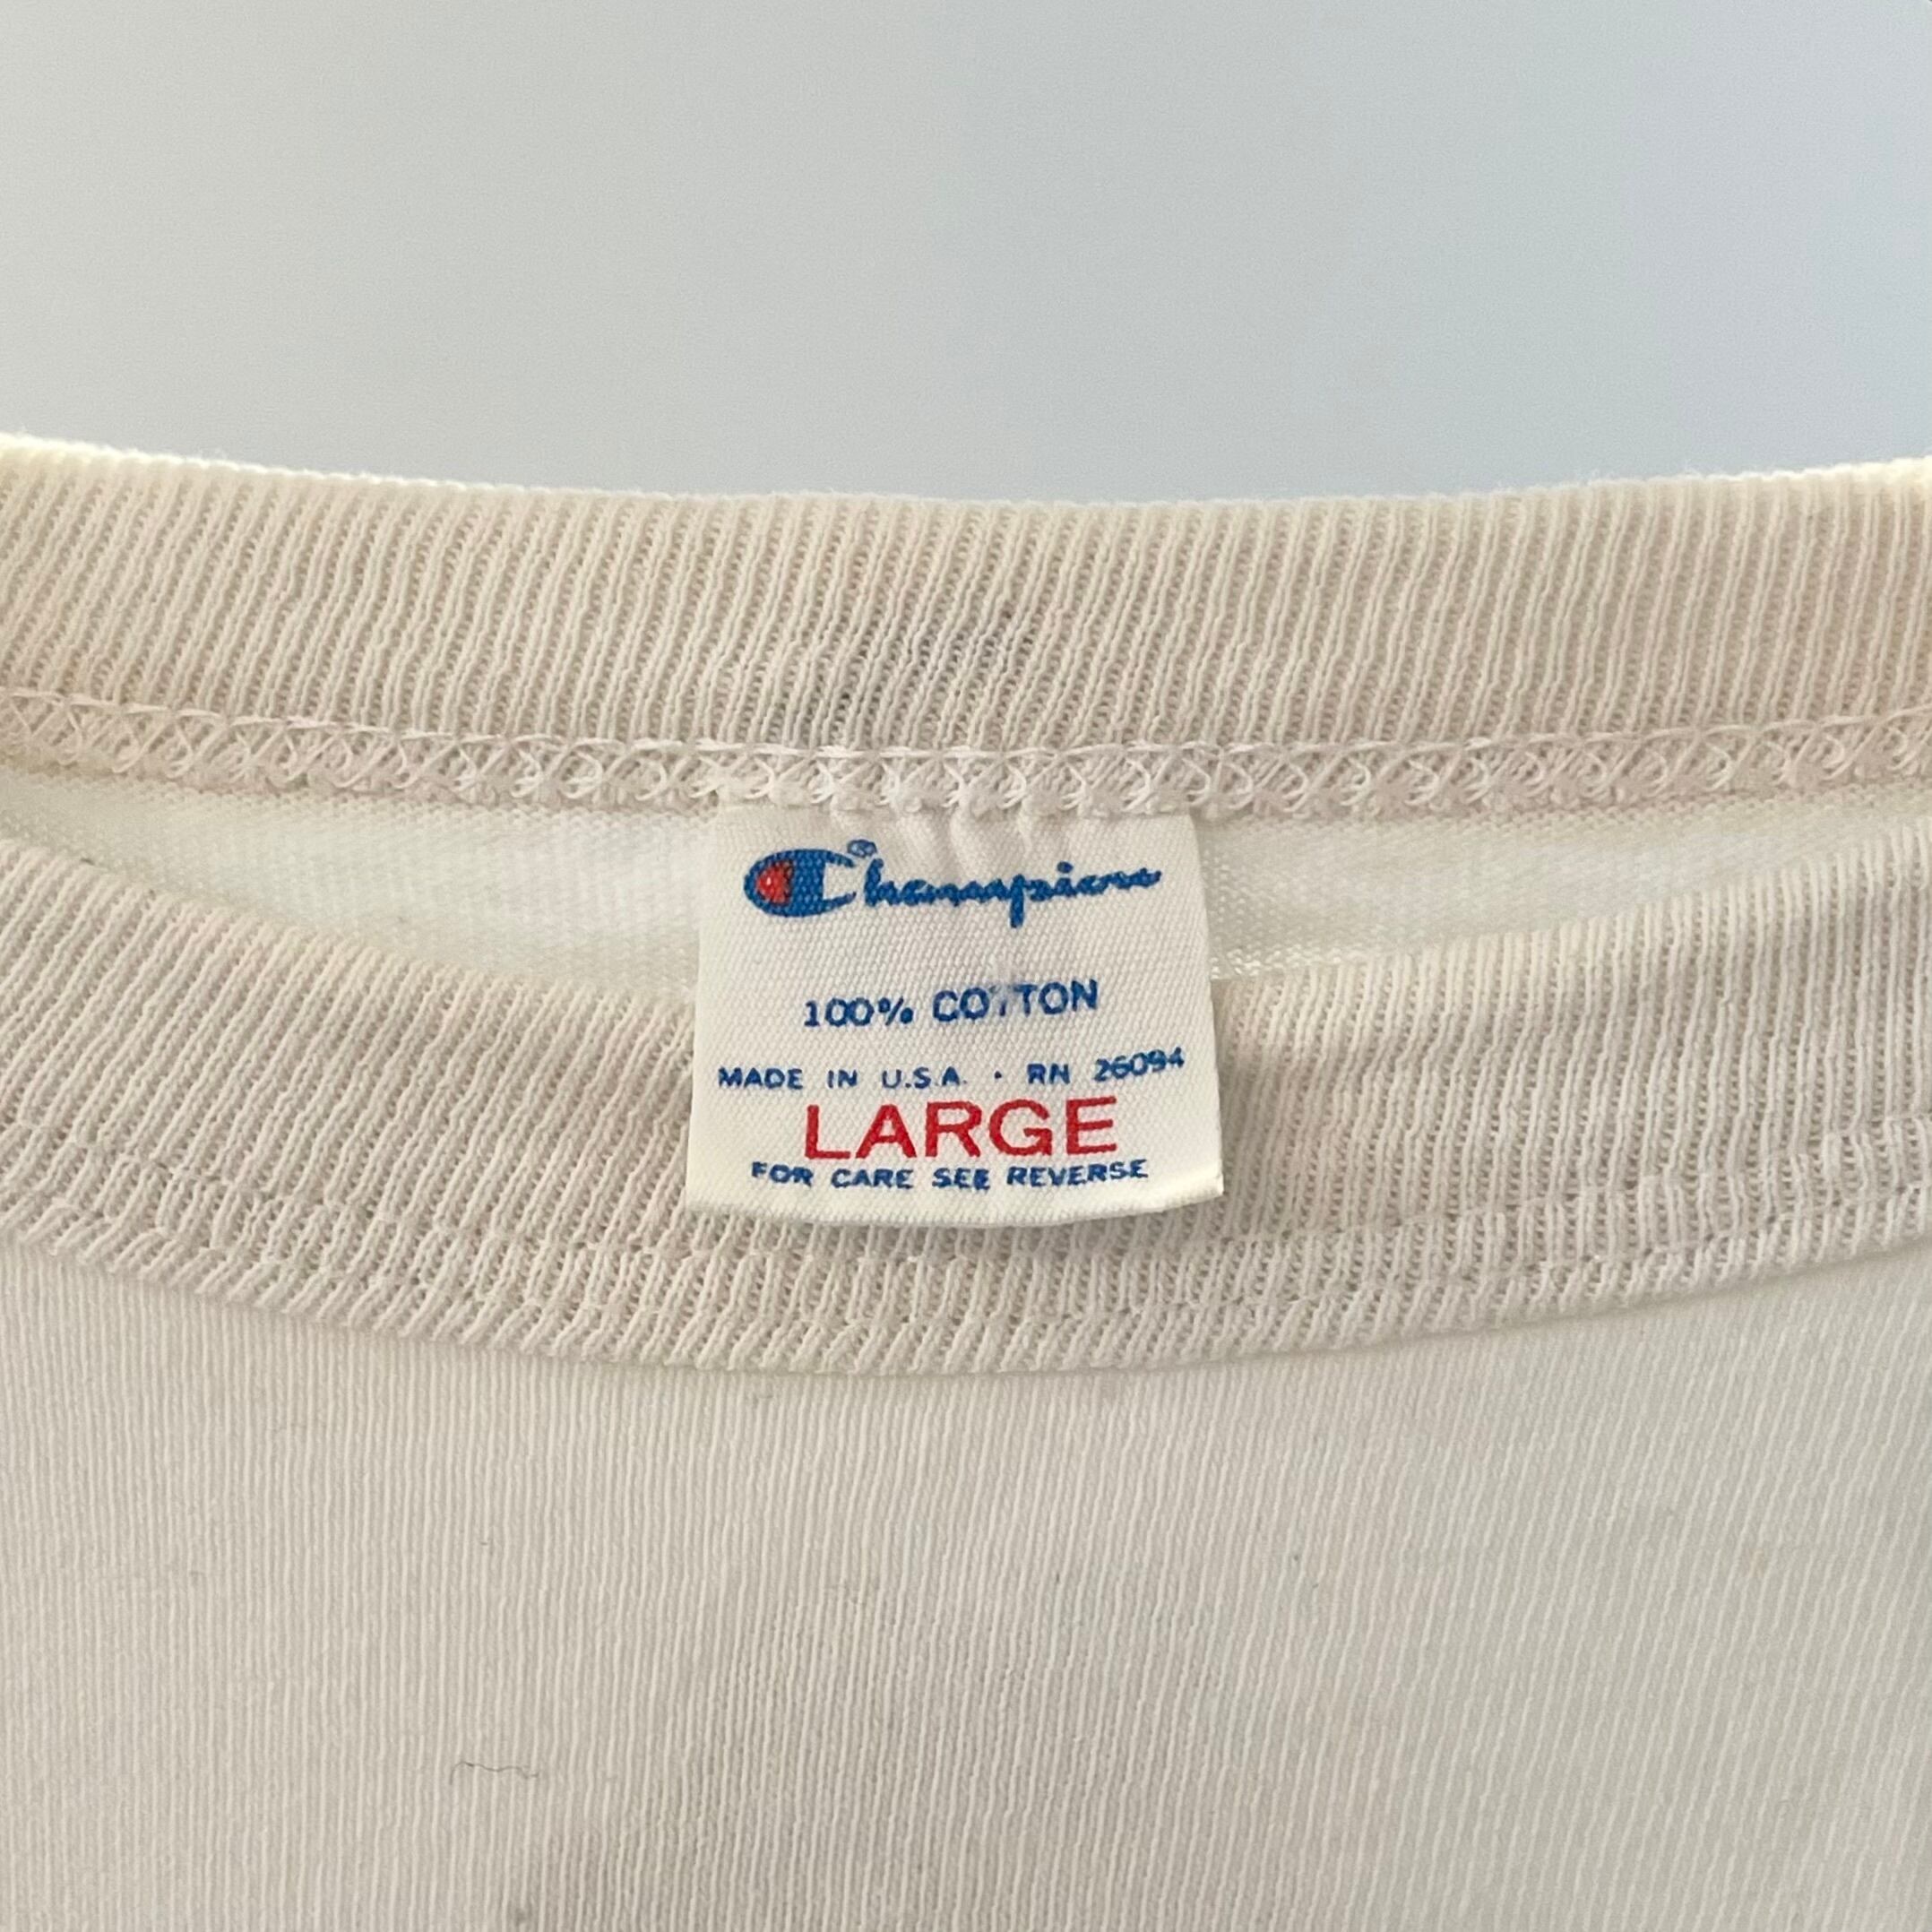 Champion®
100% COTTON
MADE IN U.S.A. · RN 26094
LARGE
FOR CARE SEE REVERSE